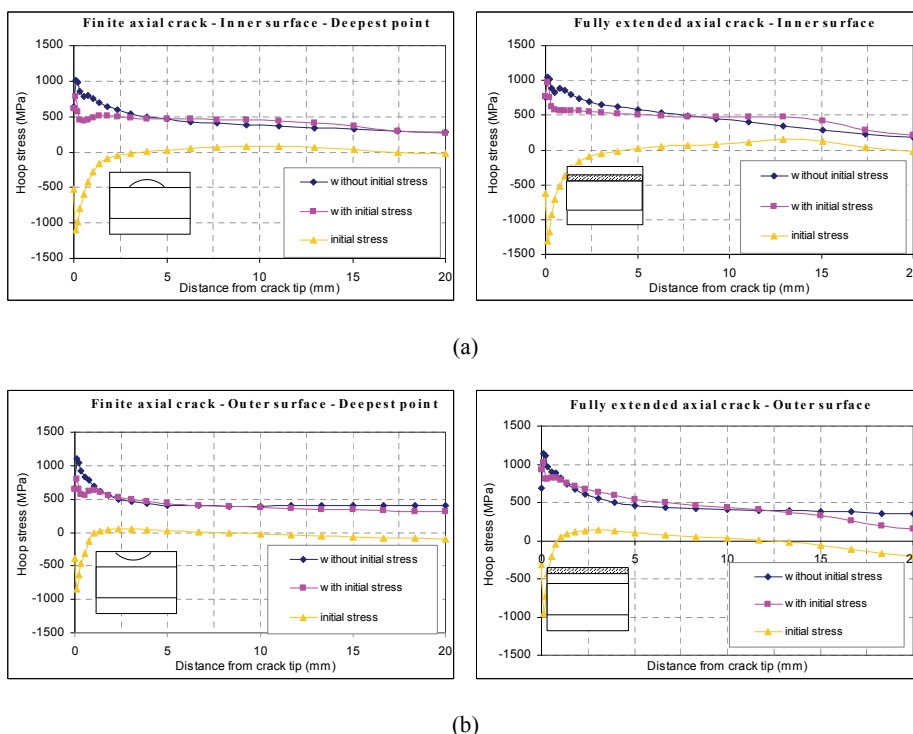 Finite axial crack - Inner surface - Deepest point
1500
1000
500
0
-500
-1000
-1500
Hoop stress (MPa)
without initial stress
with initial stress
initial stress
0 5 10 15 20
Distance from crack tip (mm)
Fully extended axial crack - Inner surface
1500
1000
500
0
-500
-1000
-1500
Hoop stress (MPa)
without initial stress
with initial stress
initial stress
0 5 10 15 20
Distance from crack tip (mm)
(a)
Finite axial crack - Outer surface - Deepest point
1500
1000
500
0
-500
-1000
-1500
Hoop stress (MPa)
without initial stress
with initial stress
initial stress
0 5 10 15 20
Distance from crack tip (mm)
Fully extended axial crack - Outer surface
1500
1000
500
0
-500
-1000
-1500
Hoop stress (MPa)
0 5 10 15 20
without initial stress
with initial stress
initial stress
Distance from crack tip (mm)
(b)